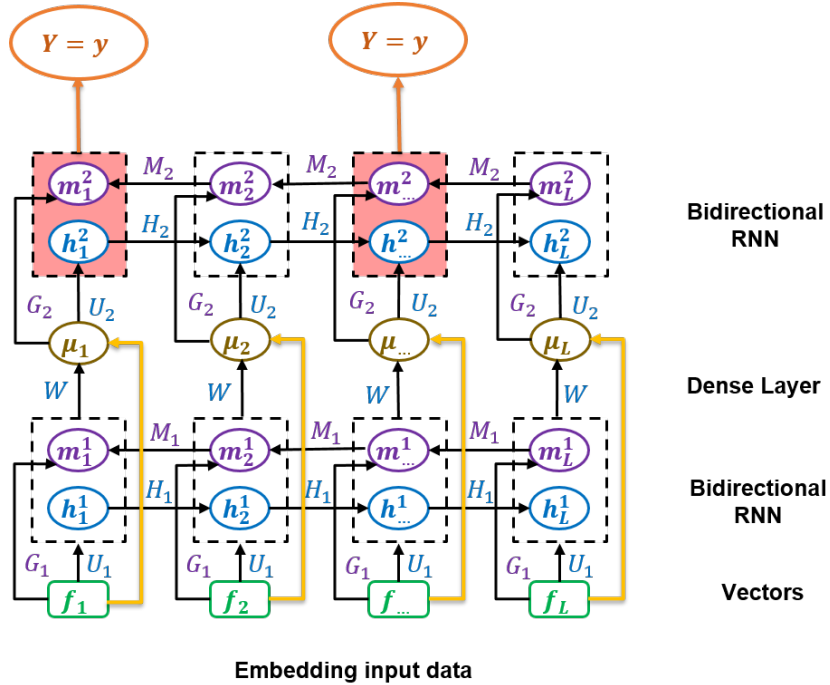 Y = y Y = y
m₁² M₂ m₂² M₂ m…² M₂ m_L²
h₁² H₂ h₂² H₂ h…² H₂ h_L²
Bidirectional
RNN
G₂ U₂ G₂ U₂ G₂ U₂ G₂ U₂
μ₁ μ₂ μ… μ_L
W W W W
Dense Layer
m₁¹ M₁ m₂¹ M₁ m…¹ M₁ m_L¹
h₁¹ H₁ h₂¹ H₁ h…¹ H₁ h_L¹
Bidirectional
RNN
G₁ U₁ G₁ U₁ G₁ U₁ G₁ U₁
f₁ f₂ f… f_L
Vectors
Embedding input data